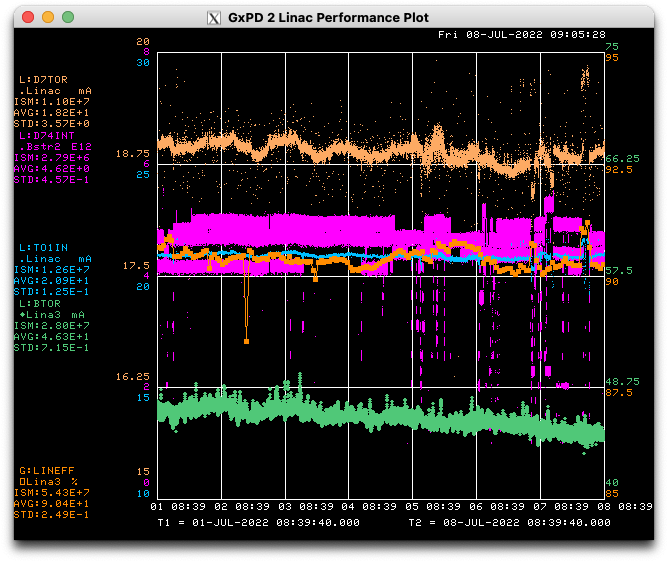 GxPD 2 Linac Performance Plot
Fri 08-JUL-2022 09:05:28
20
8
30
75
95
L:D7TOR
.Linac mA
ISM:1.10E+7
AVG:1.82E+1
STD:3.57E+0
L:D74INT
.Bstr2 E12
ISM:2.79E+6
AVG:4.62E+0
STD:4.57E-1
18.75
6
25
66.25
92.5
L:TO1IN
.Linac mA
ISM:1.26E+7
AVG:2.09E+1
STD:1.25E-1
17.5
4
20
57.5
90
L:BTOR
◆Lina3 mA
ISM:2.80E+7
AVG:4.63E+1
STD:7.15E-1
16.25
2
15
48.75
87.5
G:LINEFF
□Lina3 %
ISM:5.43E+7
AVG:9.04E+1
STD:2.49E-1
15
0
10
40
85
01 08:39 02 08:39 03 08:39 04 08:39 05 08:39 06 08:39 07 08:39 08 08:39
T1 = 01-JUL-2022 08:39:40.000 T2 = 08-JUL-2022 08:39:40.000